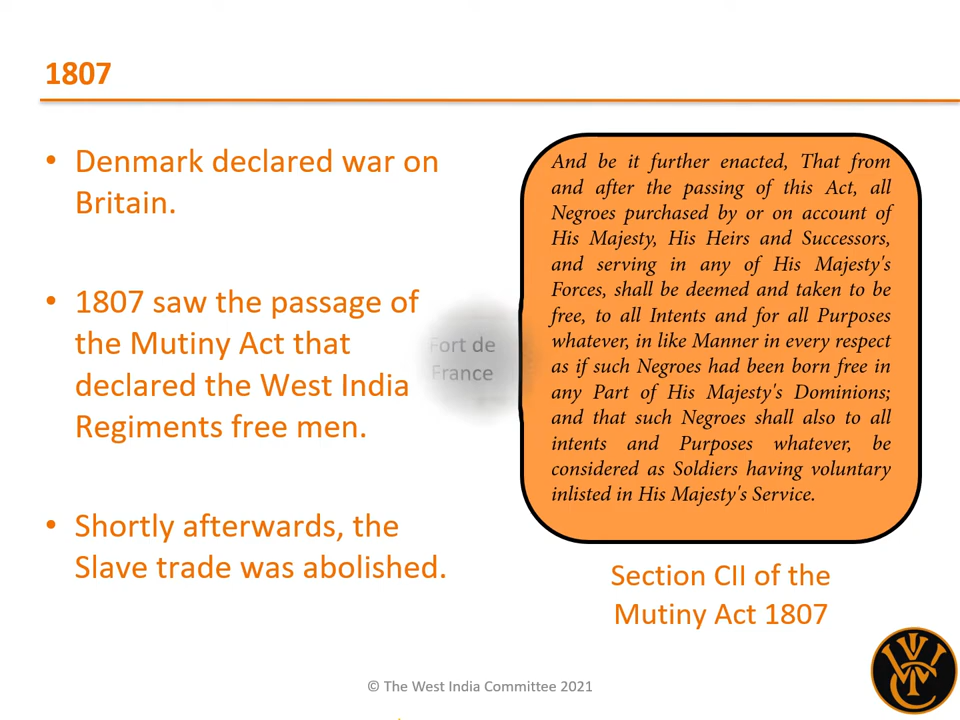 1807
• Denmark declared war on
Britain.
• 1807 saw the passage of
the Mutiny Act that
declared the West India
Regiments free men.
• Shortly afterwards, the
Slave trade was abolished.
Fort de
France
And be it further enacted, That from
and after the passing of this Act, all
Negroes purchased by or on account of
His Majesty, His Heirs and Successors,
and serving in any of His Majesty's
Forces, shall be deemed and taken to be
free, to all Intents and for all Purposes
whatever, in like Manner in every respect
as if such Negroes had been born free in
any Part of His Majesty's Dominions;
and that such Negroes shall also to all
intents and Purposes whatever, be
considered as Soldiers having voluntary
inlisted in His Majesty's Service.
Section CII of the
Mutiny Act 1807
© The West India Committee 2021